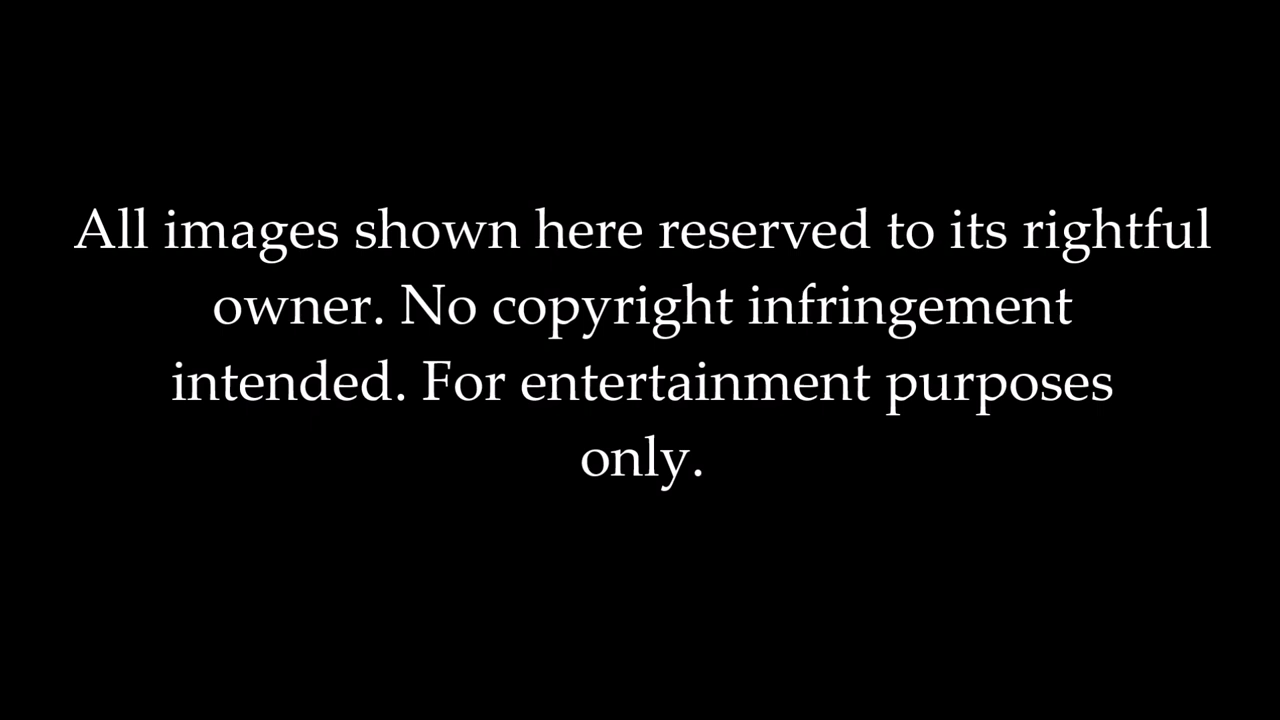 All images shown here reserved to its rightful
owner. No copyright infringement
intended. For entertainment purposes
only.